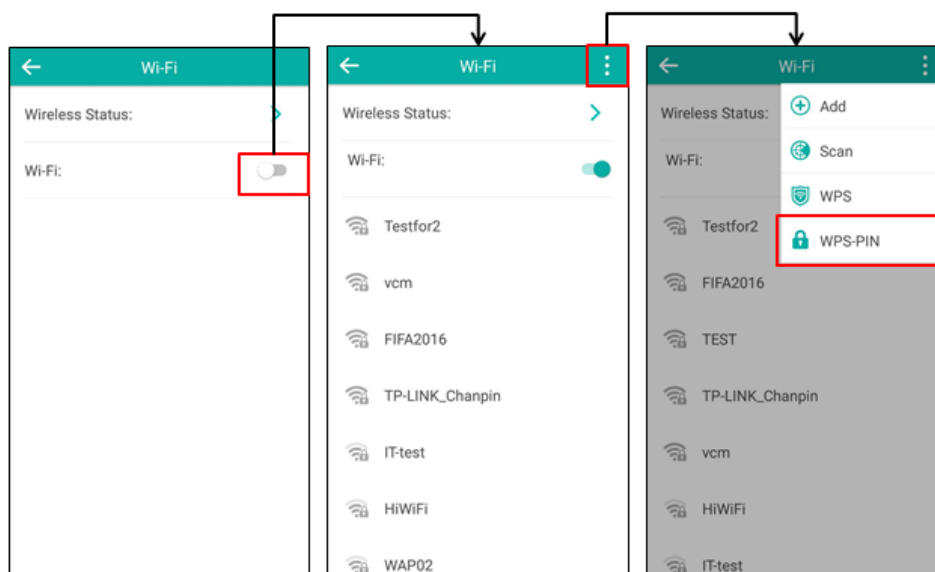 Wi-Fi
Wireless Status:
Wi-Fi:
Wi-Fi
Wireless Status:
Wi-Fi:
Testfor2
vcm
FIFA2016
TP-LINK_Chanpin
IT-test
HiWiFi
WAP02
Wi-Fi
Wireless Status:
Wi-Fi:
Add
Scan
WPS
WPS-PIN
Testfor2
FIFA2016
TEST
TP-LINK_Chanpin
vcm
HiWiFi
IT-test